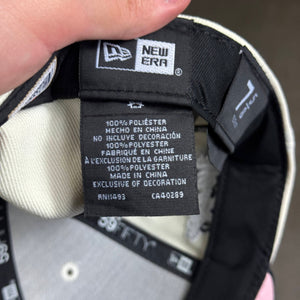 NEW
ERA
®
100%POLIÉSTER
HECHO EN CHINA
NO INCLUYE DECORACIÓN
100%POLYESTER
FABRIQUÉ EN CHINE
À L'EXCLUSION DE LA GARNITURE
100%POLYESTER
MADE IN CHINA
EXCLUSIVE OF DECORATION
RN11493 CA40289